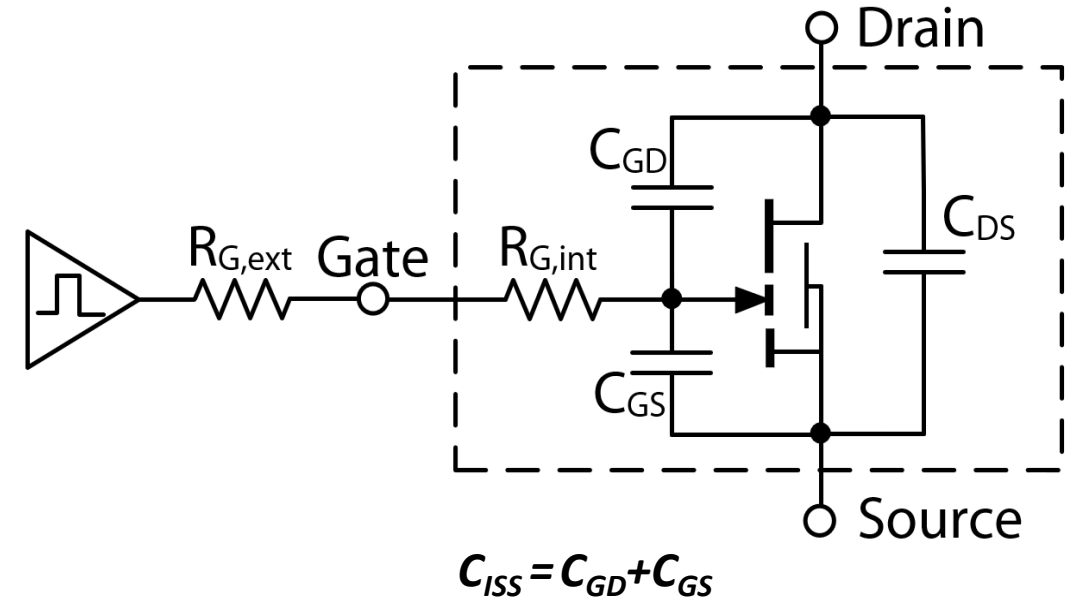 Drain
C_GD
C_DS
R_G,ext
Gate
R_G,int
C_GS
Source
C_ISS = C_GD+C_GS